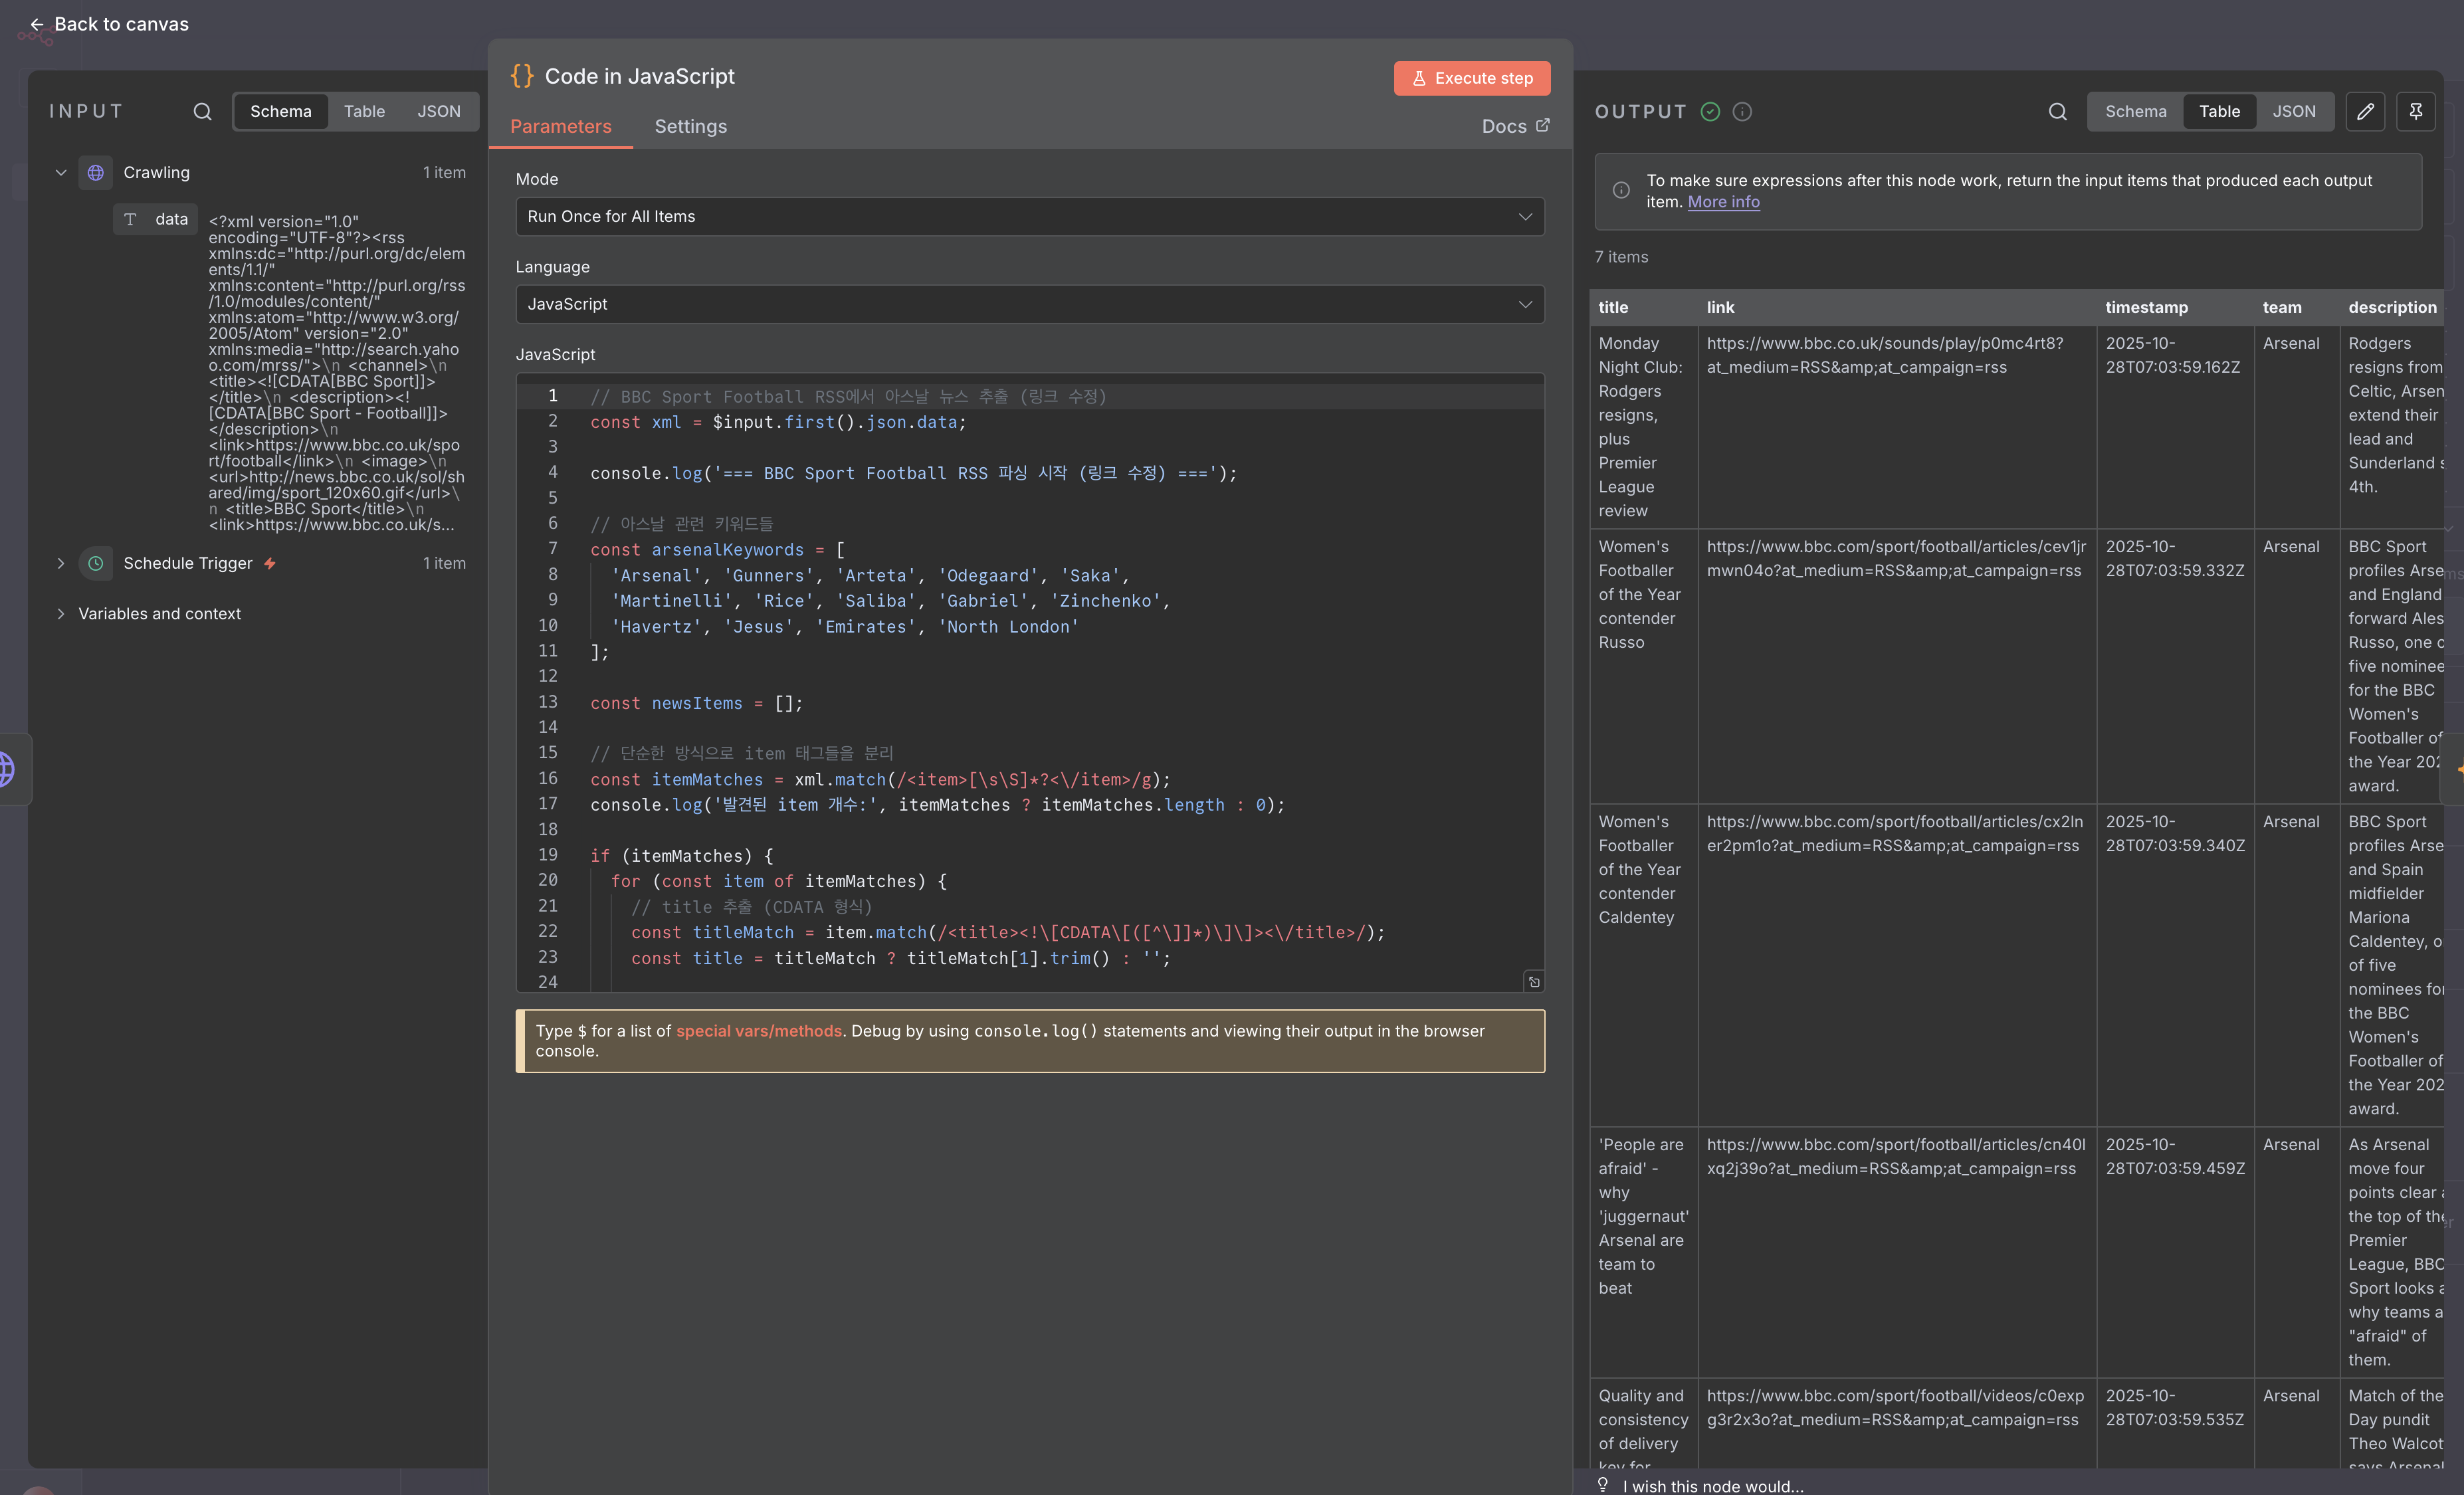 Back to canvas
INPUT
Schema
Table
JSON
Crawling
1 item
data
<?xml version="1.0"
encoding="UTF-8"?><rss
xmlns:dc="http://purl.org/dc/elem
ents/1.1/"
xmlns:content="http://purl.org/rss
/1.0/modules/content/"
xmlns:atom="http://www.w3.org/
2005/Atom" version="2.0"
xmlns:media="http://search.yaho
o.com/mrss/">\n <channel>\n
<title><![CDATA[BBC Sport]]>
</title>\n <description><!
[CDATA[BBC Sport - Football]]>
</description>\n
<link>https://www.bbc.co.uk/spo
rt/football</link>\n <image>\n
<url>http://news.bbc.co.uk/sol/sh
ared/img/sport_120x60.gif</url>\
n <title>BBC Sport</title>\n
<link>https://www.bbc.co.uk/s...
Schedule Trigger
1 item
Variables and context
{} Code in JavaScript
Execute step
Parameters
Settings
Docs
Mode
Run Once for All Items
Language
JavaScript
JavaScript
1 // BBC Sport Football RSS에서 아스날 뉴스 추출 (링크 수정)
2 const xml = $input.first().json.data;
3
4 console.log('=== BBC Sport Football RSS 파싱 시작 (링크 수정) ===');
5
6 // 아스날 관련 키워드들
7 const arsenalKeywords = [
8 'Arsenal', 'Gunners', 'Arteta', 'Odegaard', 'Saka',
9 'Martinelli', 'Rice', 'Saliba', 'Gabriel', 'Zinchenko',
10 'Havertz', 'Jesus', 'Emirates', 'North London'
11 ];
12
13 const newsItems = [];
14
15 // 단순한 방식으로 item 태그들을 분리
16 const itemMatches = xml.match(/<item>[\s\S]*?<\/item>/g);
17 console.log('발견된 item 개수:', itemMatches ? itemMatches.length : 0);
18
19 if (itemMatches) {
20 for (const item of itemMatches) {
21 // title 추출 (CDATA 형식)
22 const titleMatch = item.match(/<title><!\[CDATA\[([^\]]*)\]\]><\/title>/);
23 const title = titleMatch ? titleMatch[1].trim() : '';
24
Type $ for a list of special vars/methods. Debug by using console.log() statements and viewing their output in the browser
console.
OUTPUT
Schema
Table
JSON
To make sure expressions after this node work, return the input items that produced each output
item. More info
7 items
title
link
timestamp
team
description
Monday
Night Club:
Rodgers
resigns,
plus
Premier
League
review
https://www.bbc.co.uk/sounds/play/p0mc4rt8?
at_medium=RSS&amp;at_campaign=rss
2025-10-
28T07:03:59.162Z
Arsenal
Rodgers
resigns from
Celtic, Arsen
extend their
lead and
Sunderland s
4th.
Women's
Footballer
of the Year
contender
Russo
https://www.bbc.com/sport/football/articles/cev1jr
mwn04o?at_medium=RSS&amp;at_campaign=rss
2025-10-
28T07:03:59.332Z
Arsenal
BBC Sport
profiles Arse
and England
forward Ales
Russo, one o
five nominee
for the BBC
Women's
Footballer of
the Year 202
award.
Women's
Footballer
of the Year
contender
Caldentey
https://www.bbc.com/sport/football/articles/cx2ln
er2pm1o?at_medium=RSS&amp;at_campaign=rss
2025-10-
28T07:03:59.340Z
Arsenal
BBC Sport
profiles Arse
and Spain
midfielder
Mariona
Caldentey, o
of five
nominees for
the BBC
Women's
Footballer of
the Year 202
award.
'People are
afraid' -
why
'juggernaut'
Arsenal are
team to
beat
https://www.bbc.com/sport/football/articles/cn40l
xq2j39o?at_medium=RSS&amp;at_campaign=rss
2025-10-
28T07:03:59.459Z
Arsenal
As Arsenal
move four
points clear a
the top of the
Premier
League, BBC
Sport looks a
why teams a
"afraid" of
them.
Quality and
consistency
of delivery
key for
https://www.bbc.com/sport/football/videos/c0exp
g3r2x3o?at_medium=RSS&amp;at_campaign=rss
2025-10-
28T07:03:59.535Z
Arsenal
Match of the
Day pundit
Theo Walcot
says Arsenal
I wish this node would...